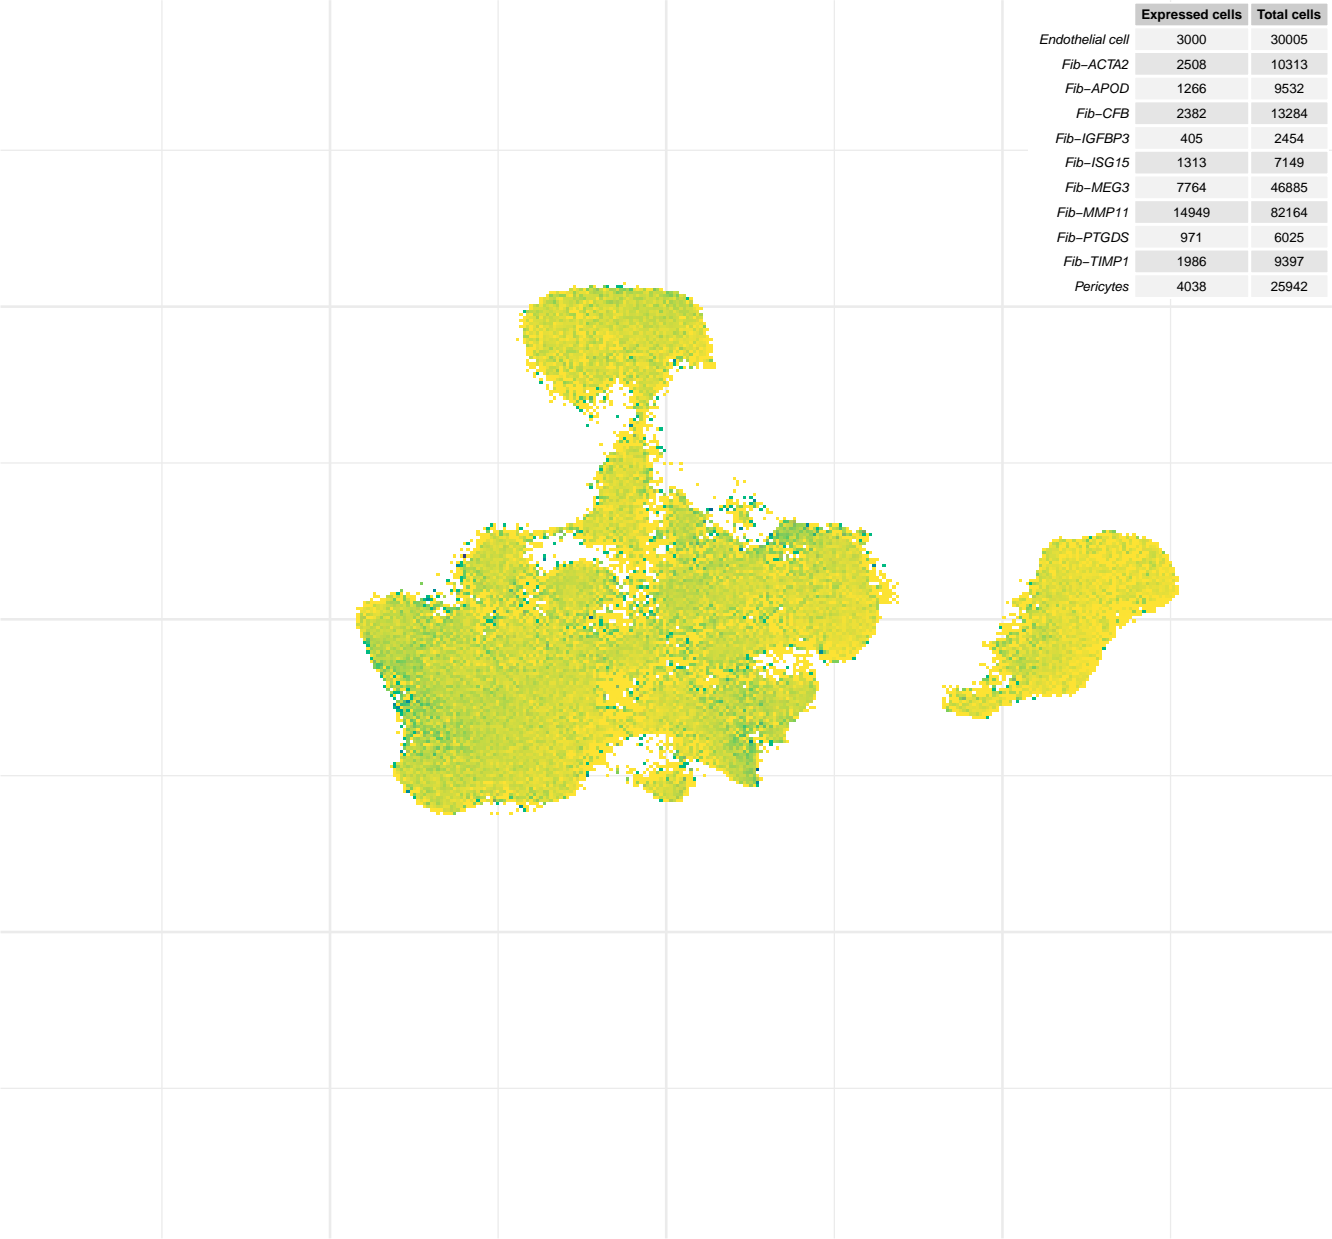 Expressed cells Total cells
Endothelial cell 3000 30005
Fib−ACTA2 2508 10313
Fib−APOD 1266 9532
Fib−CFB 2382 13284
Fib−IGFBP3 405 2454
Fib−ISG15 1313 7149
Fib−MEG3 7764 46885
Fib−MMP11 14949 82164
Fib−PTGDS 971 6025
Fib−TIMP1 1986 9397
Pericytes 4038 25942